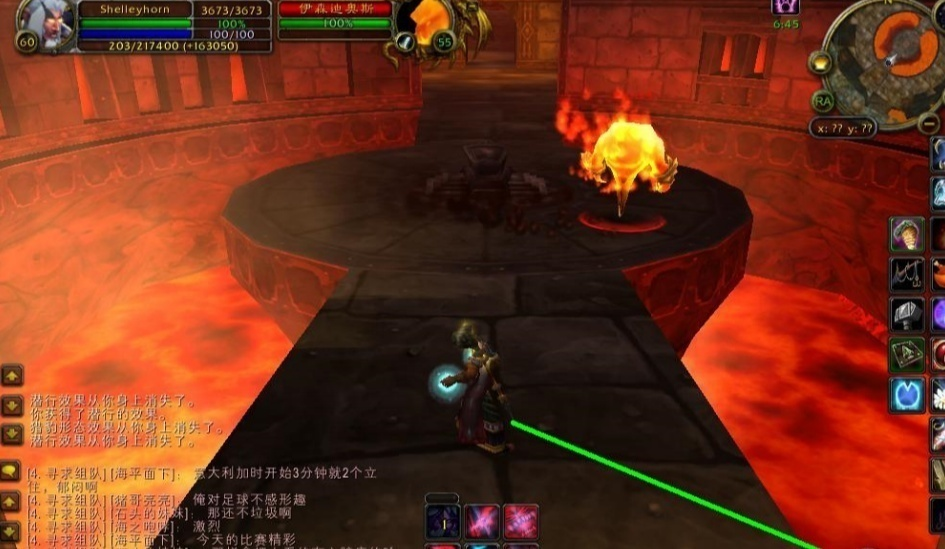 Shelleyhorn
3673/3673
100%
100/100
203/217400 (+163050)
60
伊森迪奥斯
100%
55
6:45
N
RA
x: ?? y: ??
潜行效果从你身上消失了。
你获得了潜行的效果。
猎豹形态效果从你身上消失了。
潜行效果从你身上消失了。
[4. 寻求组队] [海平面下]: 意大利加时开始3分钟就2个立
住, 郁闷啊
[4. 寻求组队] [猪哥亮亮]: 俺对足球不感形趣
[4. 寻求组队] [石头的妹妹]: 那还不垃圾啊
[4. 寻求组队] [海之咆哮]: 激烈
[4. 寻求组队] [海平面下]: 今天的比赛精彩